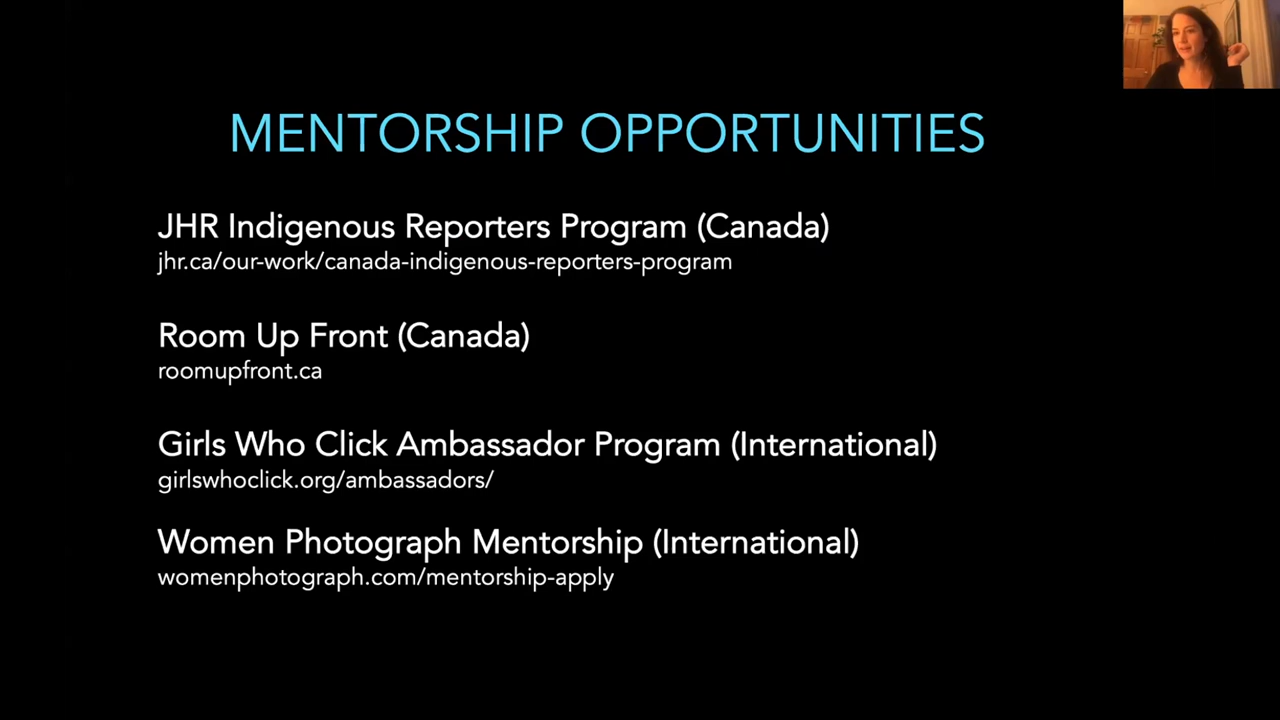 MENTORSHIP OPPORTUNITIES
JHR Indigenous Reporters Program (Canada)
jhr.ca/our-work/canada-indigenous-reporters-program
Room Up Front (Canada)
roomupfront.ca
Girls Who Click Ambassador Program (International)
girlswhoclick.org/ambassadors/
Women Photograph Mentorship (International)
womenphotograph.com/mentorship-apply